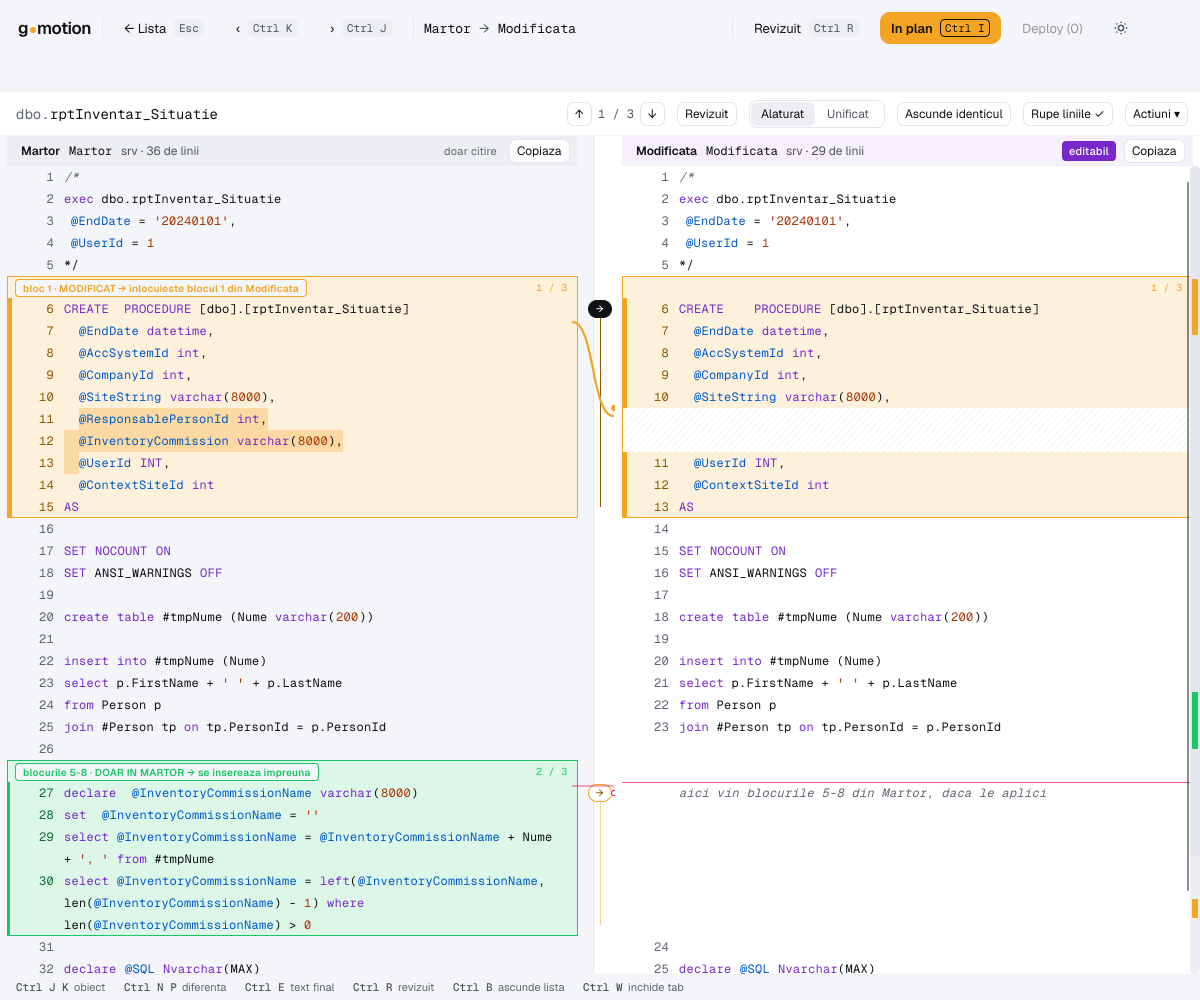 g•motion
← Lista Esc ‹ Ctrl K › Ctrl J Martor → Modificata Revizuit Ctrl R In plan Ctrl I Deploy (0)
dbo.rptInventar_Situatie ↑ 1 / 3 ↓ Revizuit Alaturat Unificat Ascunde identicul Rupe liniile ✓ Actiuni ▾
Martor Martor srv · 36 de linii doar citire Copiaza
1 /*
2 exec dbo.rptInventar_Situatie
3 @EndDate = '20240101',
4 @UserId = 1
5 */
bloc 1 · MODIFICAT → inlocuieste blocul 1 din Modificata 1 / 3
6 CREATE  PROCEDURE [dbo].[rptInventar_Situatie]
7 @EndDate datetime,
8 @AccSystemId int,
9 @CompanyId int,
10 @SiteString varchar(8000),
11 @ResponsablePersonId int,
12 @InventoryCommission varchar(8000),
13 @UserId INT,
14 @ContextSiteId int
15 AS
16
17 SET NOCOUNT ON
18 SET ANSI_WARNINGS OFF
19
20 create table #tmpNume (Nume varchar(200))
21
22 insert into #tmpNume (Nume)
23 select p.FirstName + ' ' + p.LastName
24 from Person p
25 join #Person tp on tp.PersonId = p.PersonId
26
blocurile 5-8 · DOAR IN MARTOR → se insereaza impreuna 2 / 3
27 declare  @InventoryCommissionName varchar(8000)
28 set  @InventoryCommissionName = ''
29 select @InventoryCommissionName = @InventoryCommissionName + Nume
+ ', ' from #tmpNume
30 select @InventoryCommissionName = left(@InventoryCommissionName,
len(@InventoryCommissionName) - 1) where
len(@InventoryCommissionName) > 0
31
32 declare @SQL Nvarchar(MAX)
→
→
Modificata Modificata srv · 29 de linii editabil Copiaza
1 /*
2 exec dbo.rptInventar_Situatie
3 @EndDate = '20240101',
4 @UserId = 1
5 */
1 / 3
6 CREATE    PROCEDURE [dbo].[rptInventar_Situatie]
7 @EndDate datetime,
8 @AccSystemId int,
9 @CompanyId int,
10 @SiteString varchar(8000),
11 @UserId INT,
12 @ContextSiteId int
13 AS
14
15 SET NOCOUNT ON
16 SET ANSI_WARNINGS OFF
17
18 create table #tmpNume (Nume varchar(200))
19
20 insert into #tmpNume (Nume)
21 select p.FirstName + ' ' + p.LastName
22 from Person p
23 join #Person tp on tp.PersonId = p.PersonId
aici vin blocurile 5-8 din Martor, daca le aplici
24
25 declare @SQL Nvarchar(MAX)
Ctrl J K obiect Ctrl N P diferenta Ctrl E text final Ctrl R revizuit Ctrl B ascunde lista Ctrl W inchide tab